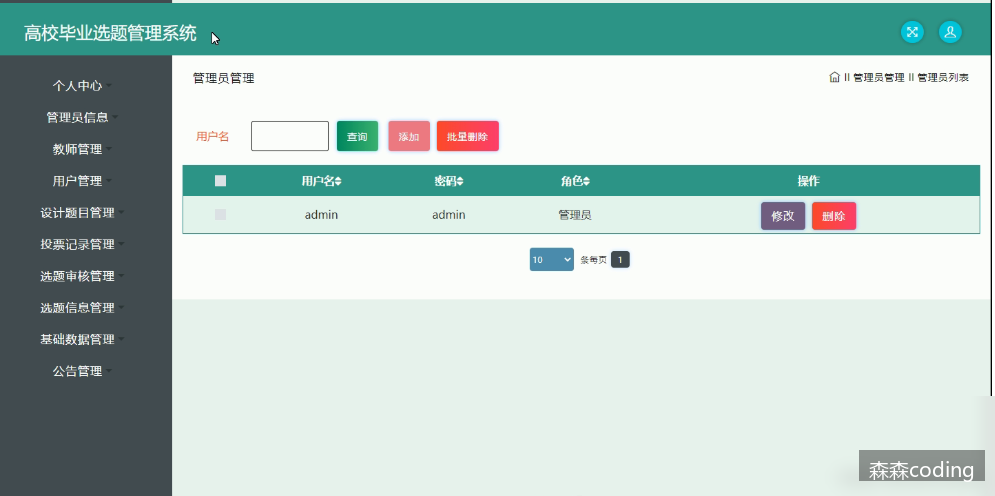 高校毕业选题管理系统
个人中心
管理员信息
教师管理
用户管理
设计题目管理
投票记录管理
选题审核管理
选题信息管理
基础数据管理
公告管理
管理员管理
II 管理员管理 II 管理员列表
用户名
查询 添加 批量删除
用户名 密码 角色 操作
admin admin 管理员 修改 删除
10 条每页 1
森森coding